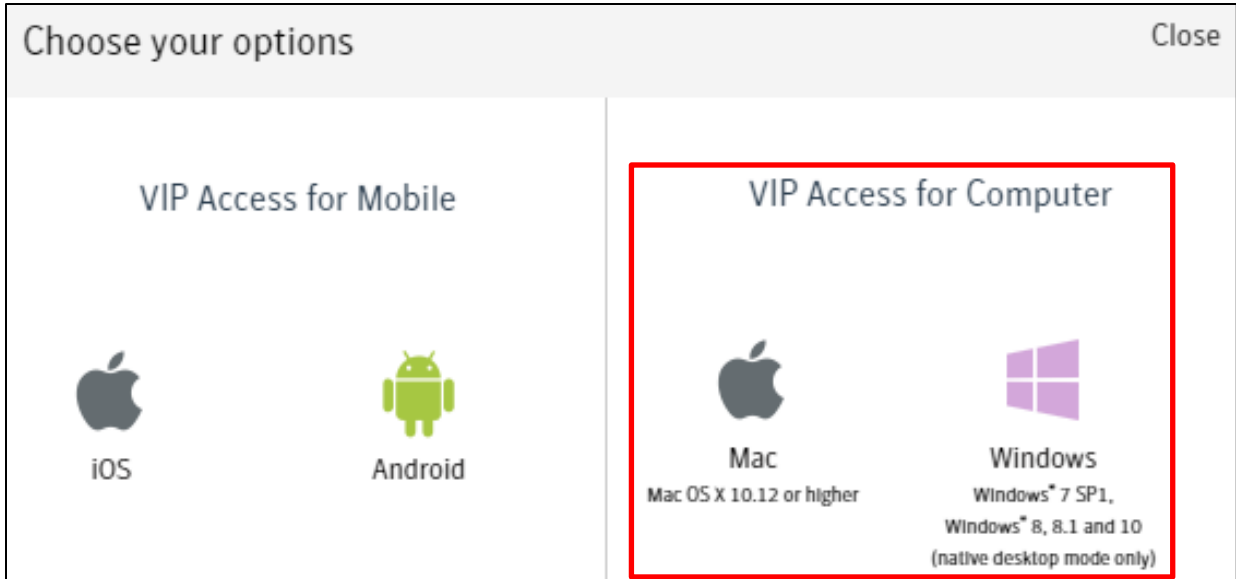 Choose your options
Close
VIP Access for Mobile
iOS
Android
VIP Access for Computer
Mac
Mac OS X 10.12 or higher
Windows
Windows® 7 SP1,
Windows® 8, 8.1 and 10
(native desktop mode only)